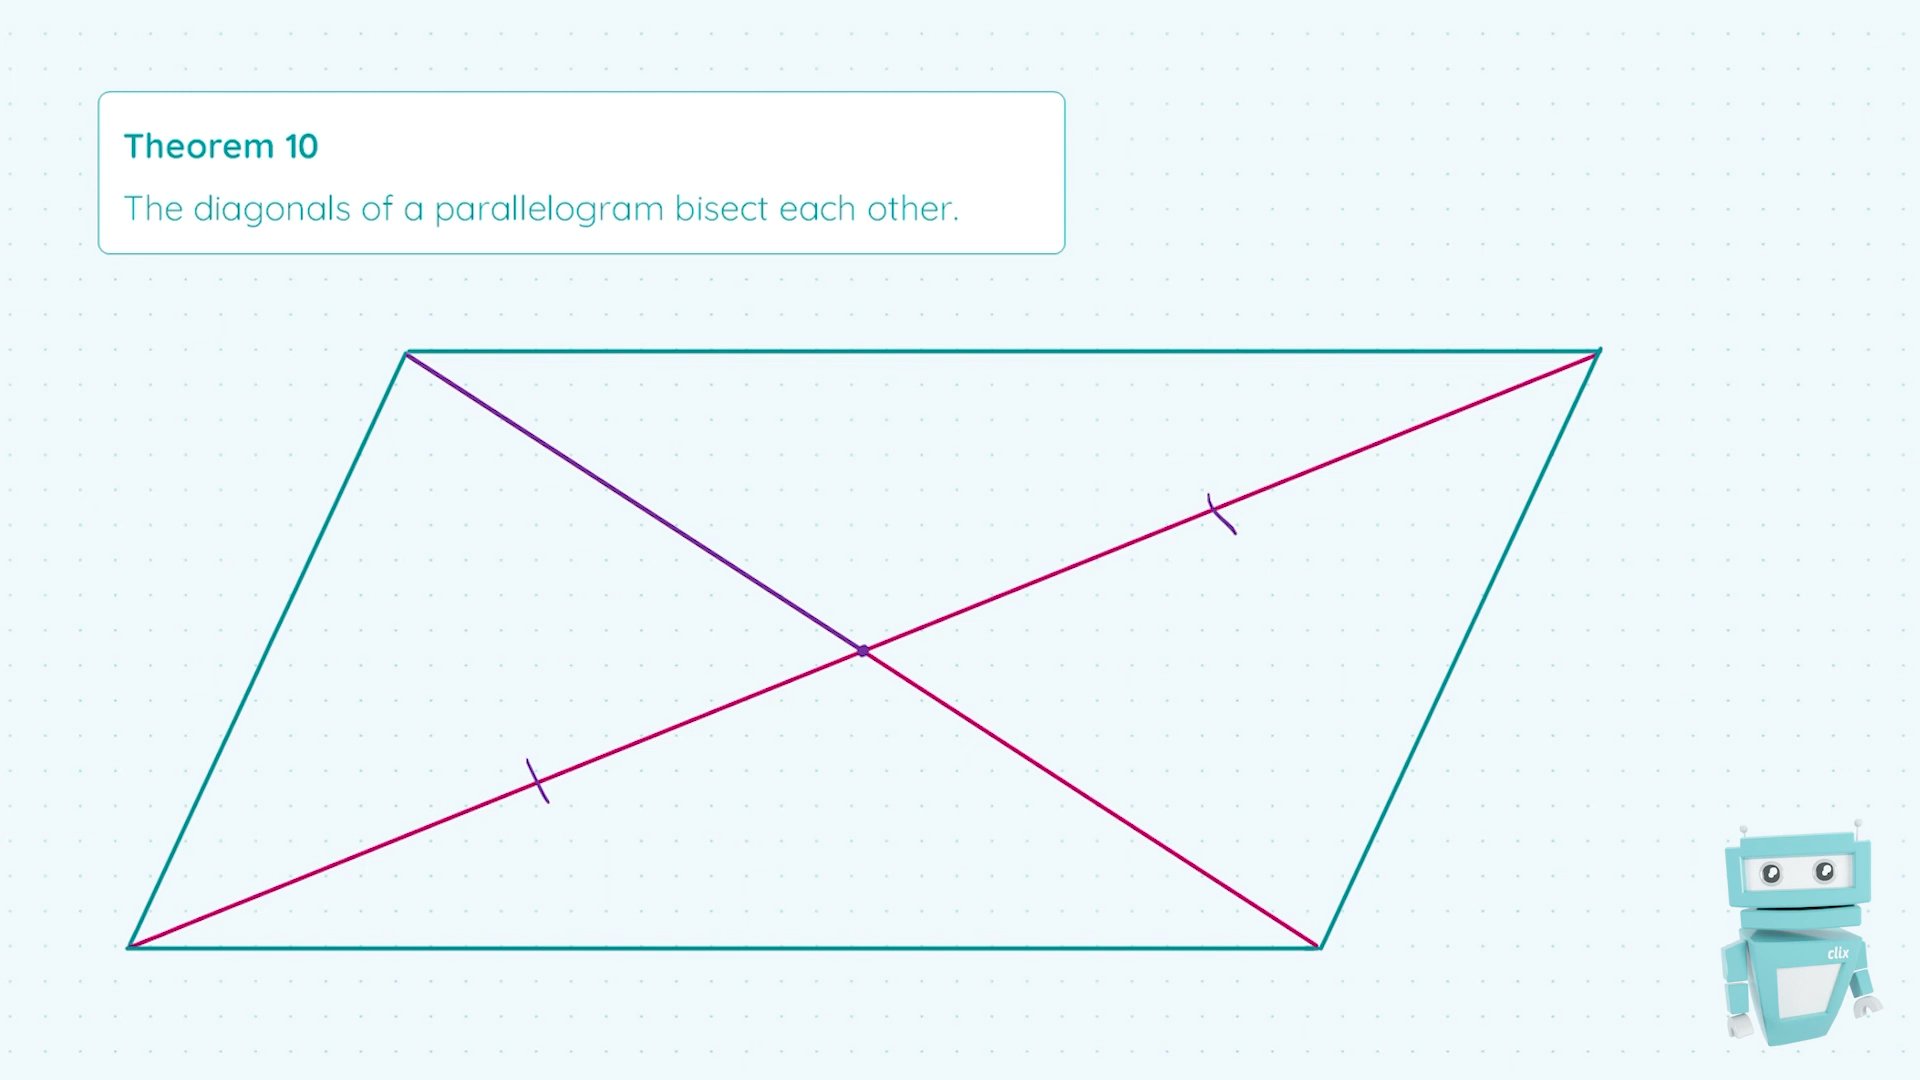 Theorem 10
The diagonals of a parallelogram bisect each other.
clix